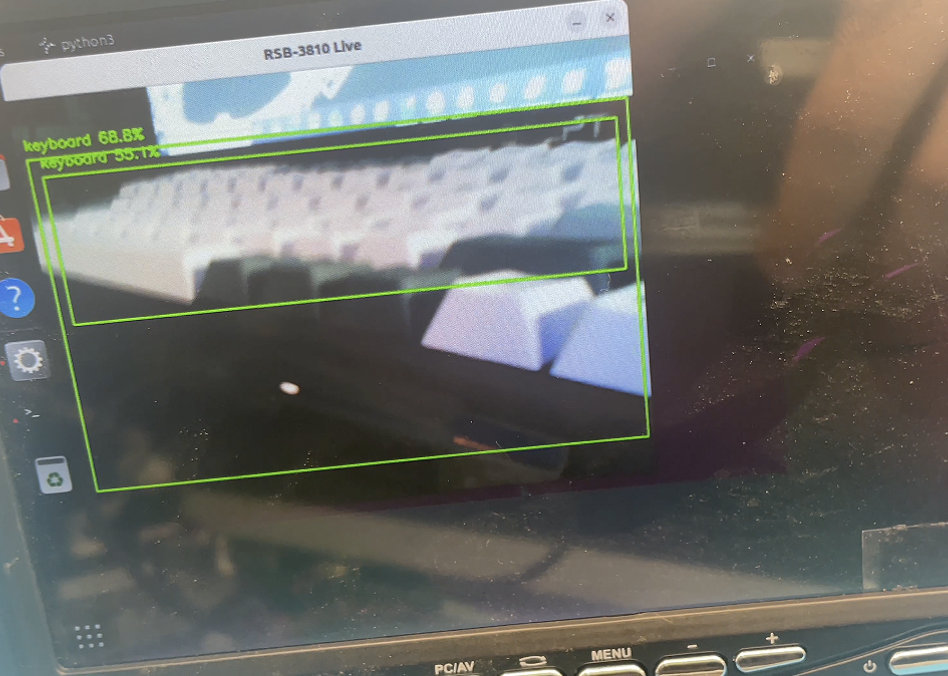 python3
RSB-3810 Live
keyboard 68.8%
keyboard 55.1%
PC/AV
MENU
-
+